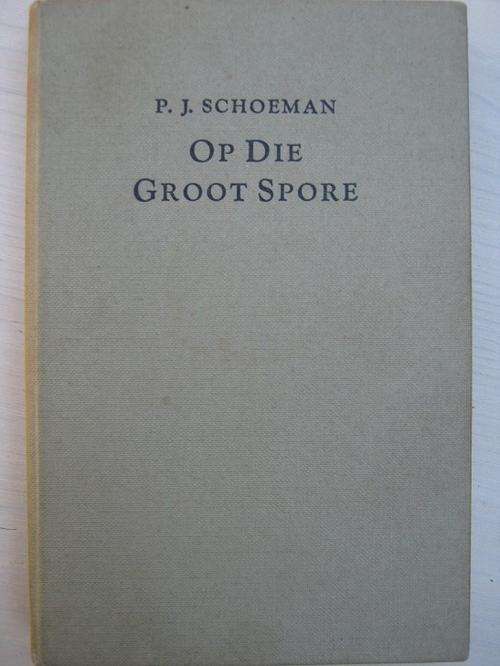 P. J. SCHOEMAN
OP DIE
GROOT SPORE